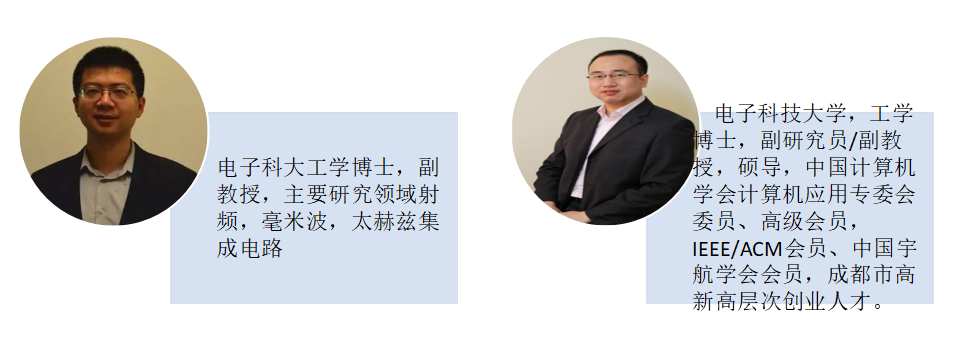 电子科大工学博士，副
教授，主要研究领域射
频，毫米波，太赫兹集
成电路
电子科技大学，工学
博士，副研究员/副教
授，硕导，中国计算机
学会计算机应用专委会
委员、高级会员，
IEEE/ACM会员、中国宇
航学会会员，成都市高
新高层次创业人才。